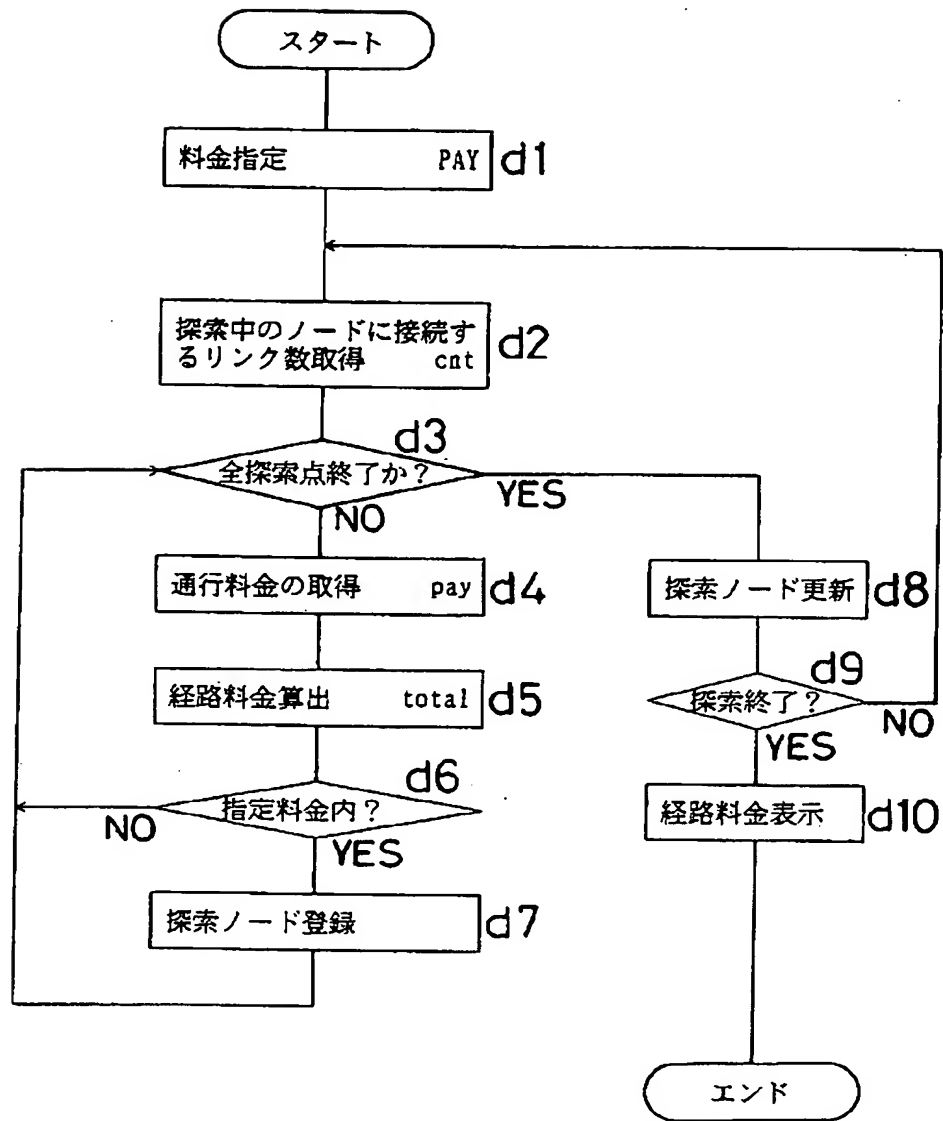 スタート
料金指定 PAY d1
探索中のノードに接続す
るリンク数取得 cnt d2
d3
全探索点終了か?
YES
NO
通行料金の取得 pay d4
経路料金算出 total d5
d6
指定料金内?
NO
YES
探索ノード登録 d7
探索ノード更新 d8
d9
探索終了?
NO
YES
経路料金表示 d10
エンド